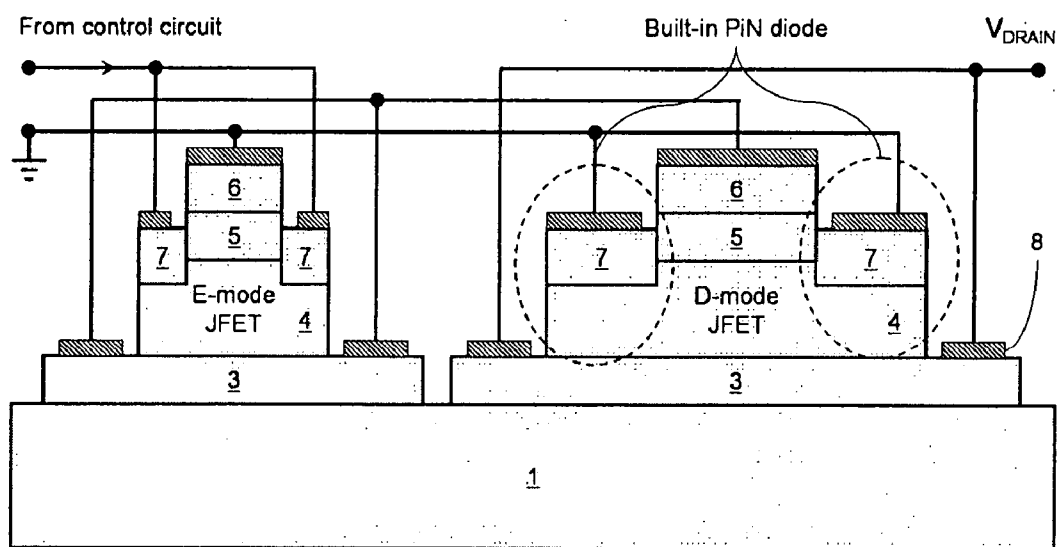 From control circuit
Built-in PiN diode
VDRAIN
6
6
5
5
8
7
7
7
7
E-mode
JFET
4
D-mode
JFET
4
3
3
1